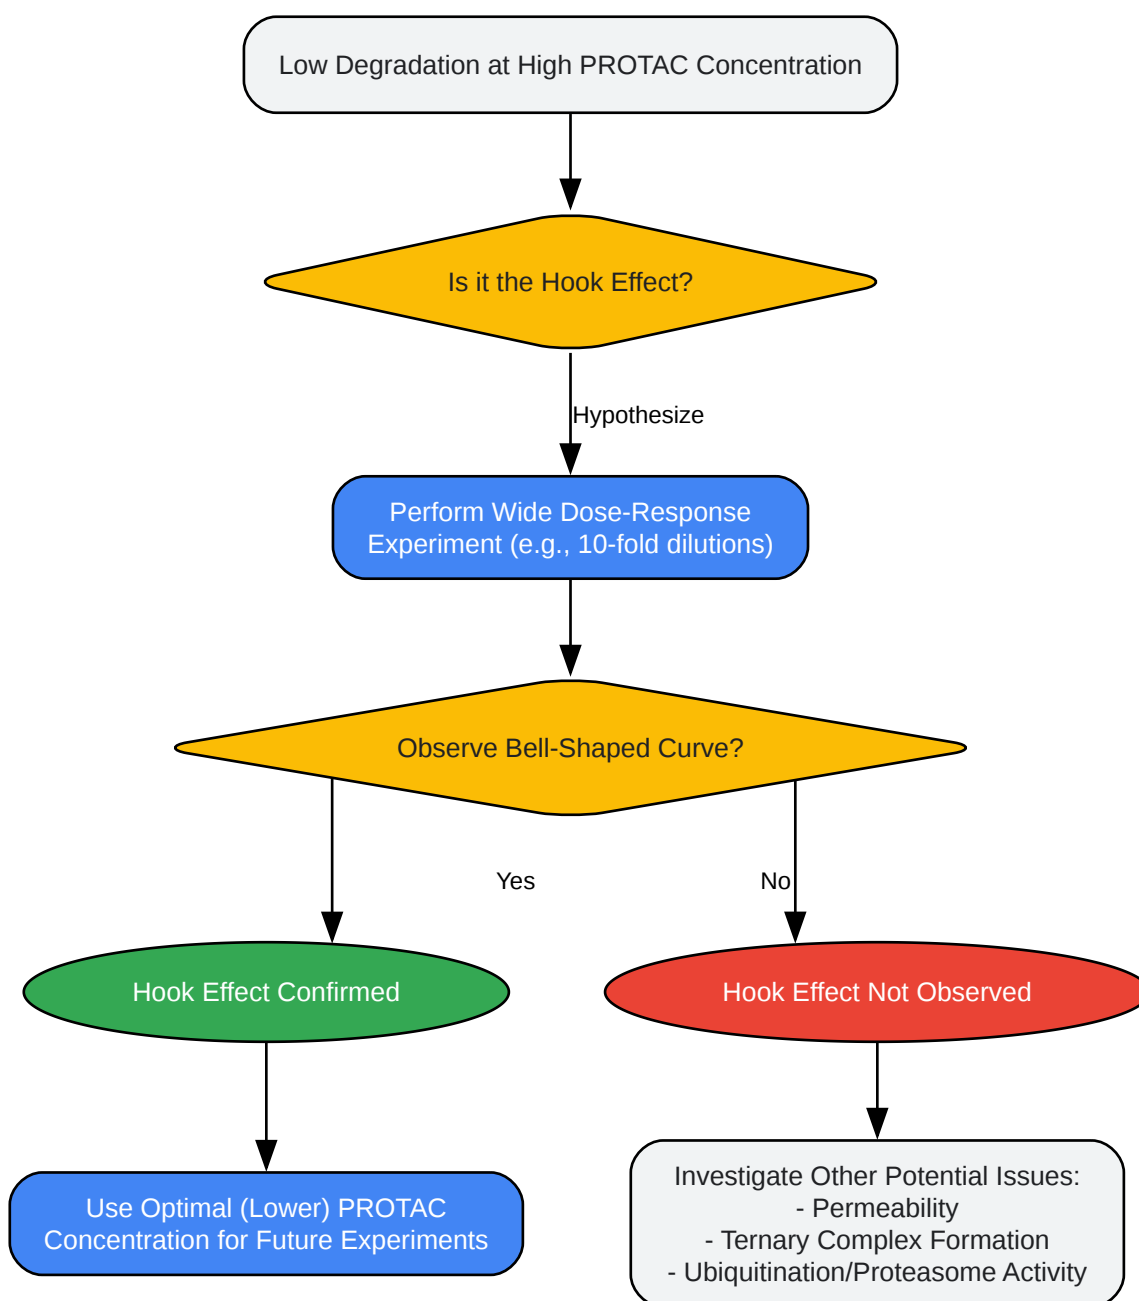 Low Degradation at High PROTAC Concentration
Is it the Hook Effect?
Hypothesize
Perform Wide Dose-Response
Experiment (e.g., 10-fold dilutions)
Observe Bell-Shaped Curve?
Yes
No
Hook Effect Confirmed
Hook Effect Not Observed
Use Optimal (Lower) PROTAC
Concentration for Future Experiments
Investigate Other Potential Issues:
- Permeability
- Ternary Complex Formation
- Ubiquitination/Proteasome Activity